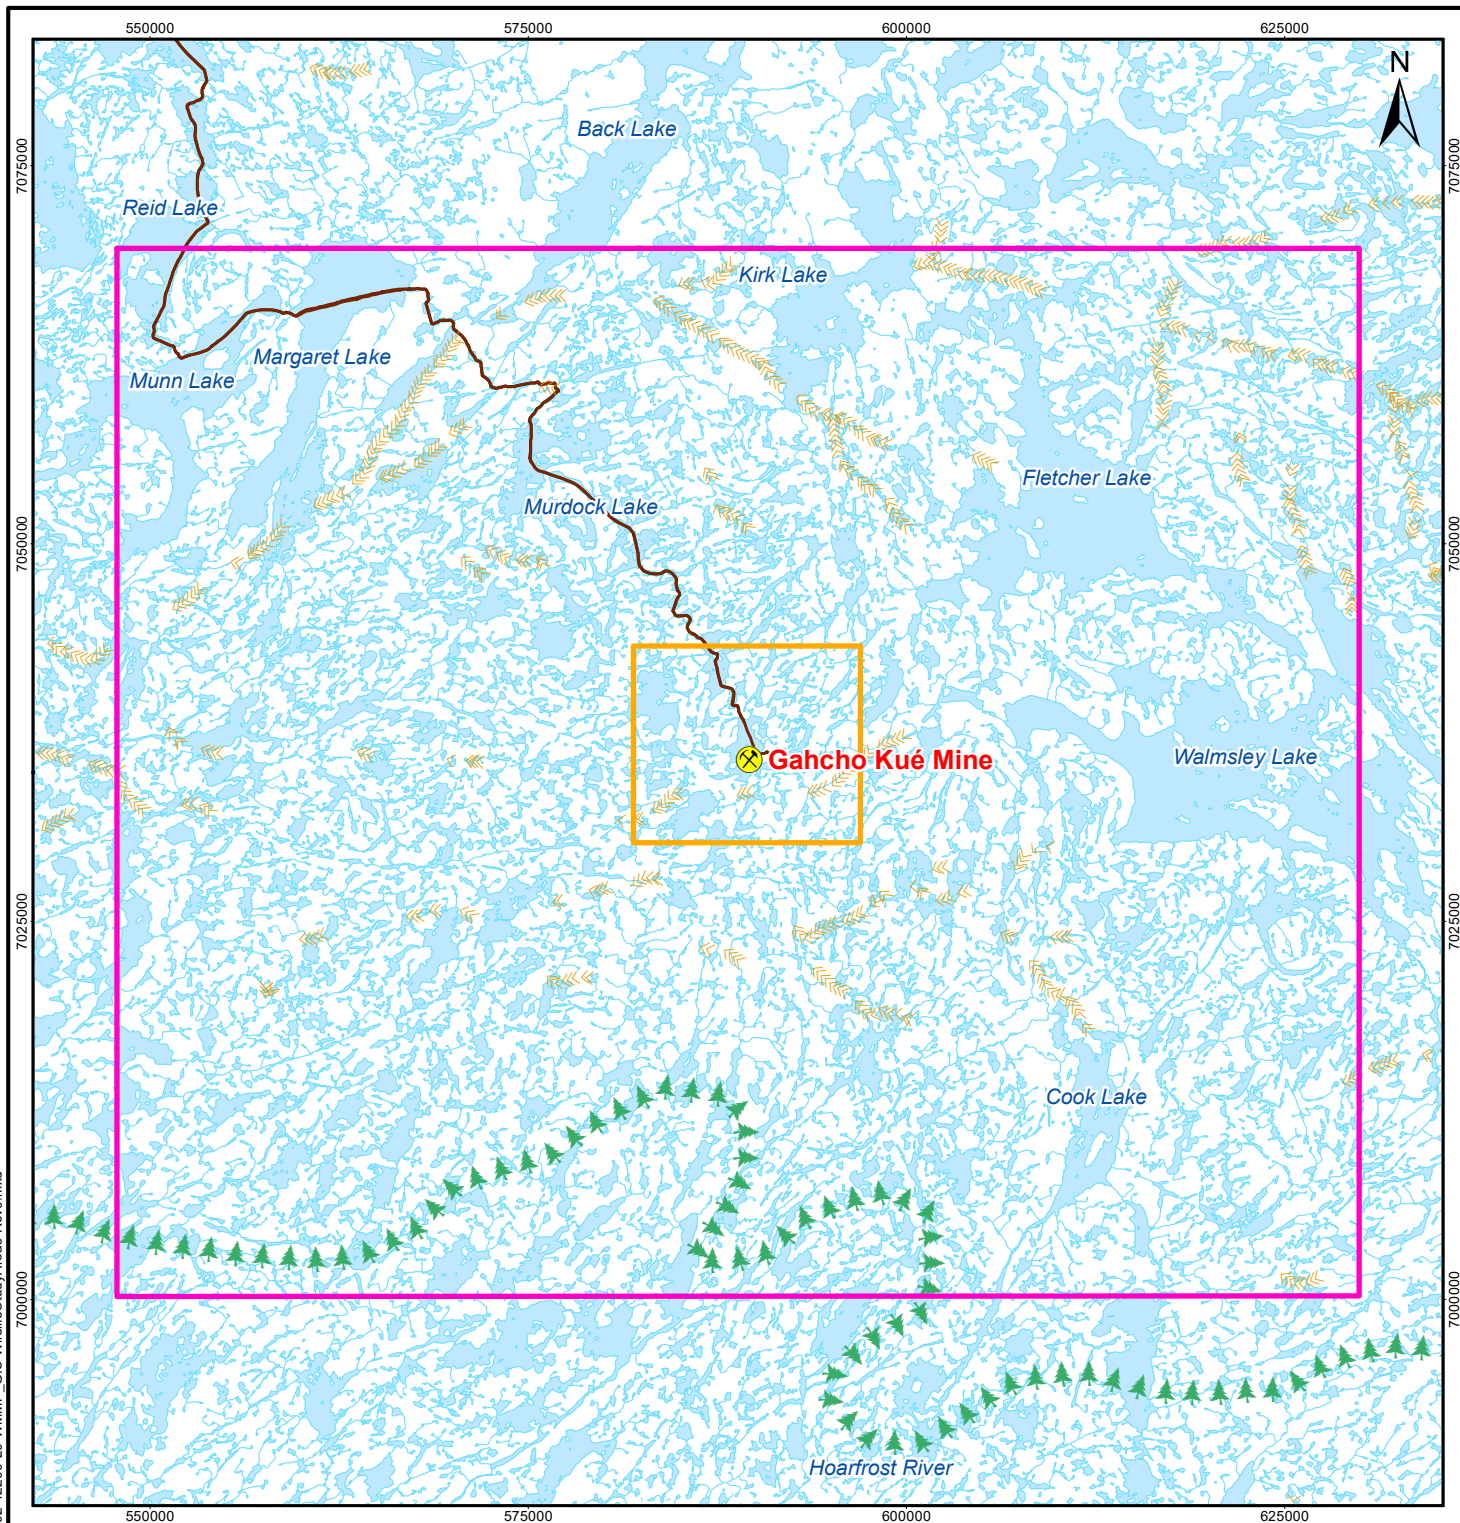 550000 575000 600000 625000
N
Back Lake
7075000 7075000
Reid Lake
Kirk Lake
Margaret Lake
Munn Lake
Fletcher Lake
Murdock Lake
7050000 7050000
Gahcho Kué Mine
Walmsley Lake
7025000 7025000
Cook Lake
7000000 7000000
Hoarfrost River
550000 575000 600000 625000